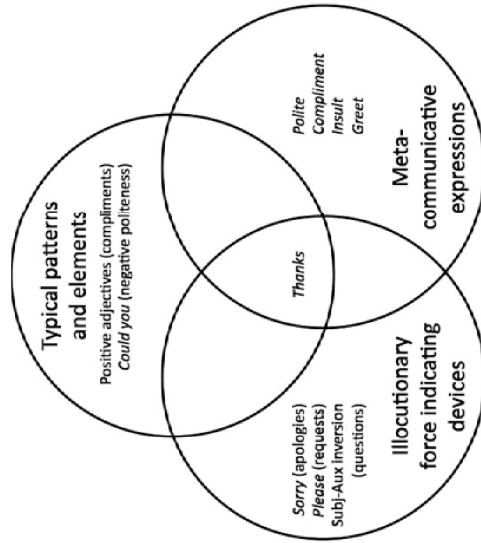 Typical patterns
and elements
Positive adjectives (compliments)
Could you (negative politeness)
Sorry (apologies)
Please (requests)
Subj-Aux inversion
(questions)
Illocutionary
force indicating
devices
Thanks
Polite
Compliment
Insult
Greet
Meta-
communicative
expressions